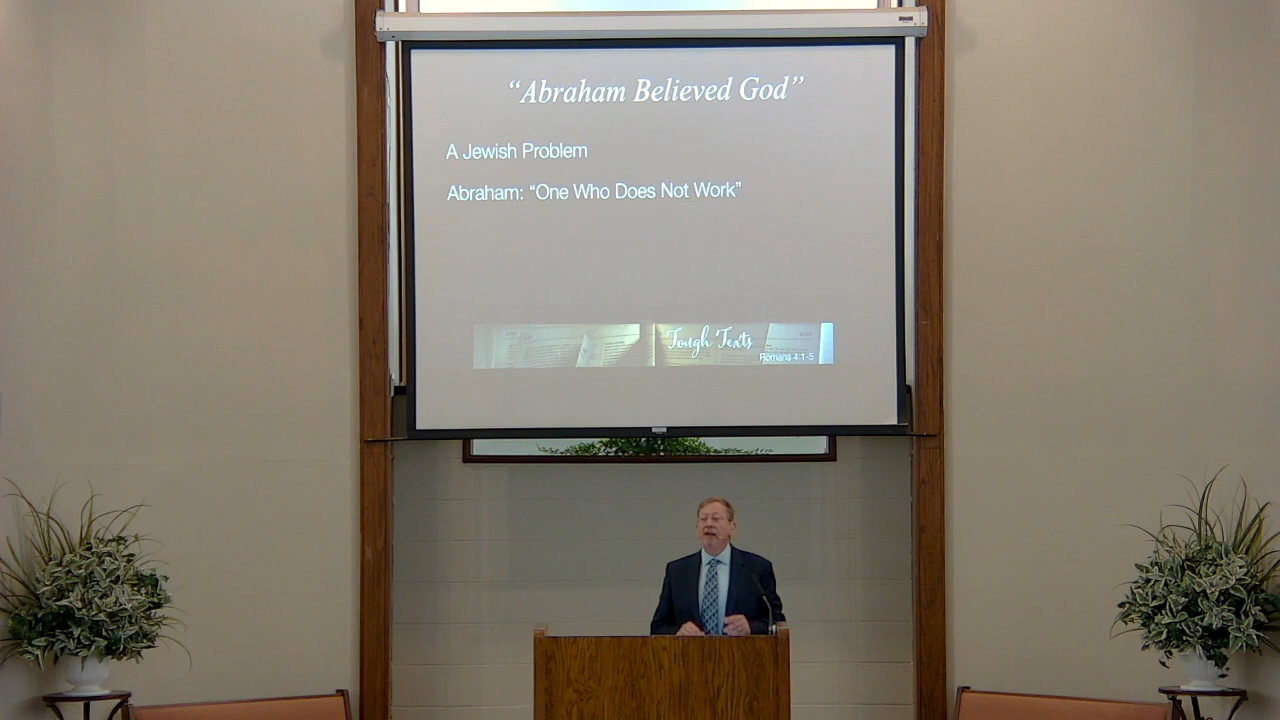 “Abraham Believed God”
A Jewish Problem
Abraham: “One Who Does Not Work”
Tough Texts
Romans 4:1-5